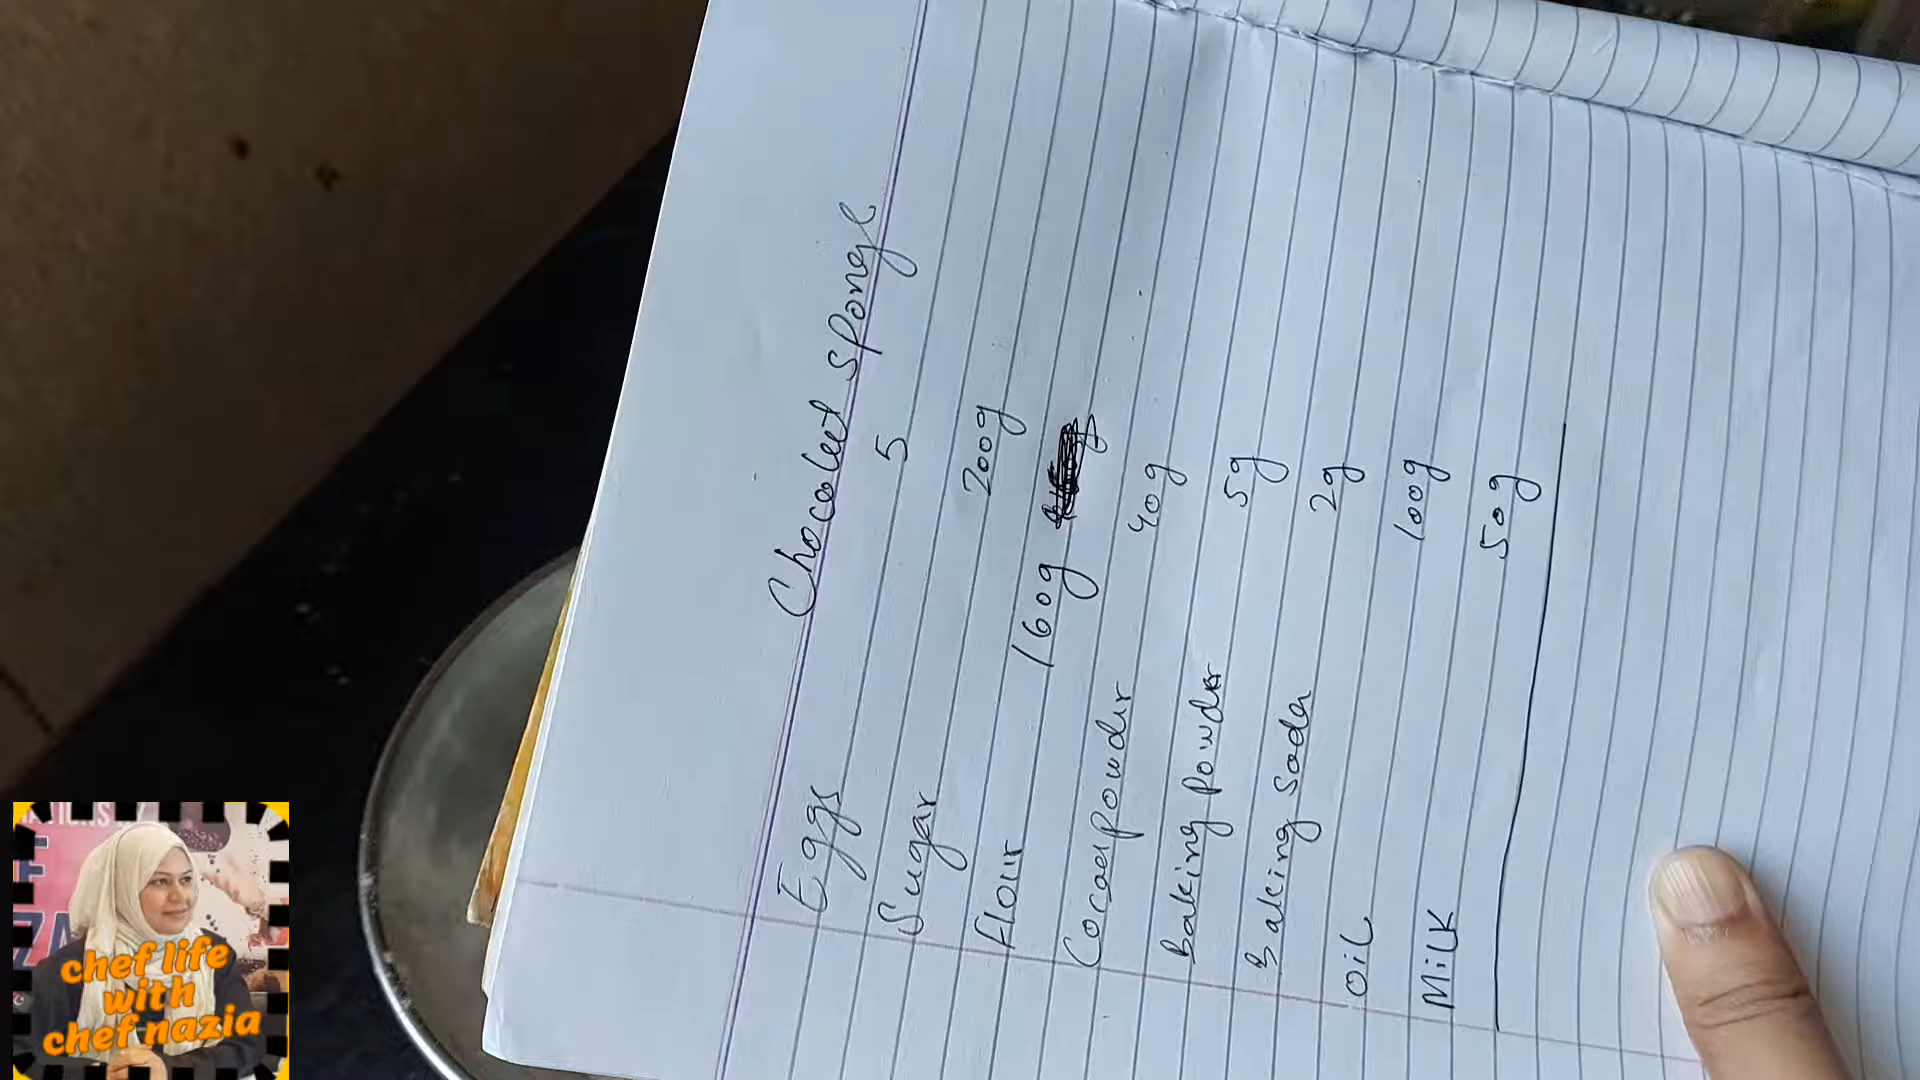 Chocolet sponge
Eggs 5
Sugar 200g
flour 160g
Cocoa powder 40g
Baking powder 5g
Baking soda 2g
oil 100g
Milk 50g
chef life
with
chef nazia